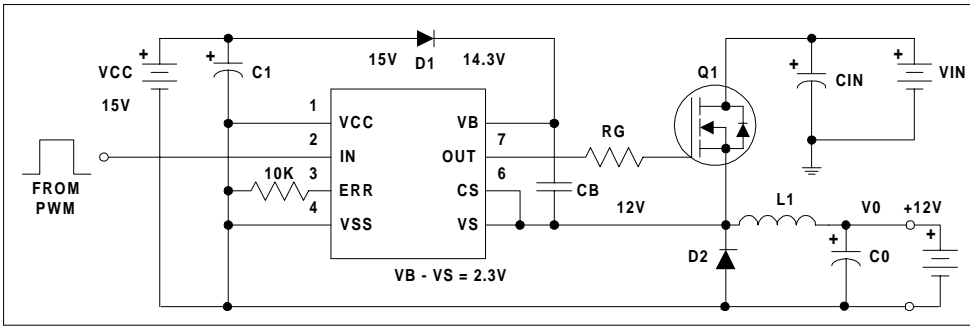 +
VCC
15V
+
C1
15V
D1
14.3V
Q1
+
CIN
+
VIN
1
VCC
2
IN
3
ERR
4
VSS
10K
VB
7
OUT
6
CS
VS
RG
CB
12V
FROM
PWM
L1
V0
+12V
D2
+
C0
+
VB - VS = 2.3V